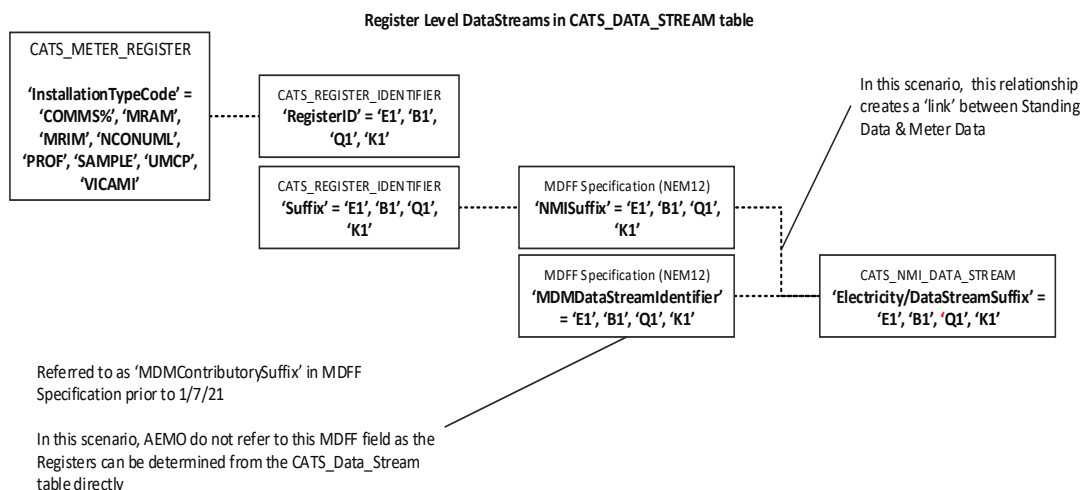 Register Level DataStreams in CATS_DATA_STREAM table
CATS_METER_REGISTER
‘InstallationTypeCode’ =
‘COMMS%’, ‘MRAM’,
‘MRIM’, ‘NCONUML’,
‘PROF’, ‘SAMPLE’, ‘UMCP’,
‘VICAMI’
CATS_REGISTER_IDENTIFIER
‘RegisterID’ = ‘E1’, ‘B1’,
‘Q1’, ‘K1’
In this scenario, this relationship
creates a ‘link’ between Standing
Data & Meter Data
CATS_REGISTER_IDENTIFIER
‘Suffix’ = ‘E1’, ‘B1’, ‘Q1’,
‘K1’
MDFF Specification (NEM12)
‘NMISuffix’ = ‘E1’, ‘B1’, ‘Q1’,
‘K1’
MDFF Specification (NEM12)
‘MDMDataStreamIdentifier’
= ‘E1’, ‘B1’, ‘Q1’, ‘K1’
CATS_NMI_DATA_STREAM
‘Electricity/DataStreamSuffix’ =
‘E1’, ‘B1’, ‘Q1’, ‘K1’
Referred to as ‘MDMContributorySuffix’ in MDFF
Specification prior to 1/7/21
In this scenario, AEMO do not refer to this MDFF field as the
Registers can be determined from the CATS_Data_Stream
table directly